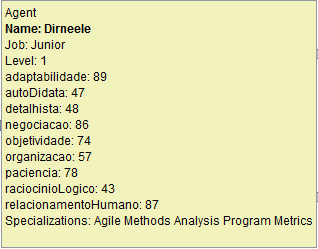 Agent
Name: Dirneele
Job: Junior
Level: 1
adaptabilidade: 89
autoDidata: 47
detalhista: 48
negociacao: 86
objetividade: 74
organizacao: 57
paciencia: 78
raciocinioLogico: 43
relacionamentoHumano: 87
Specializations: Agile Methods Analysis Program Metrics